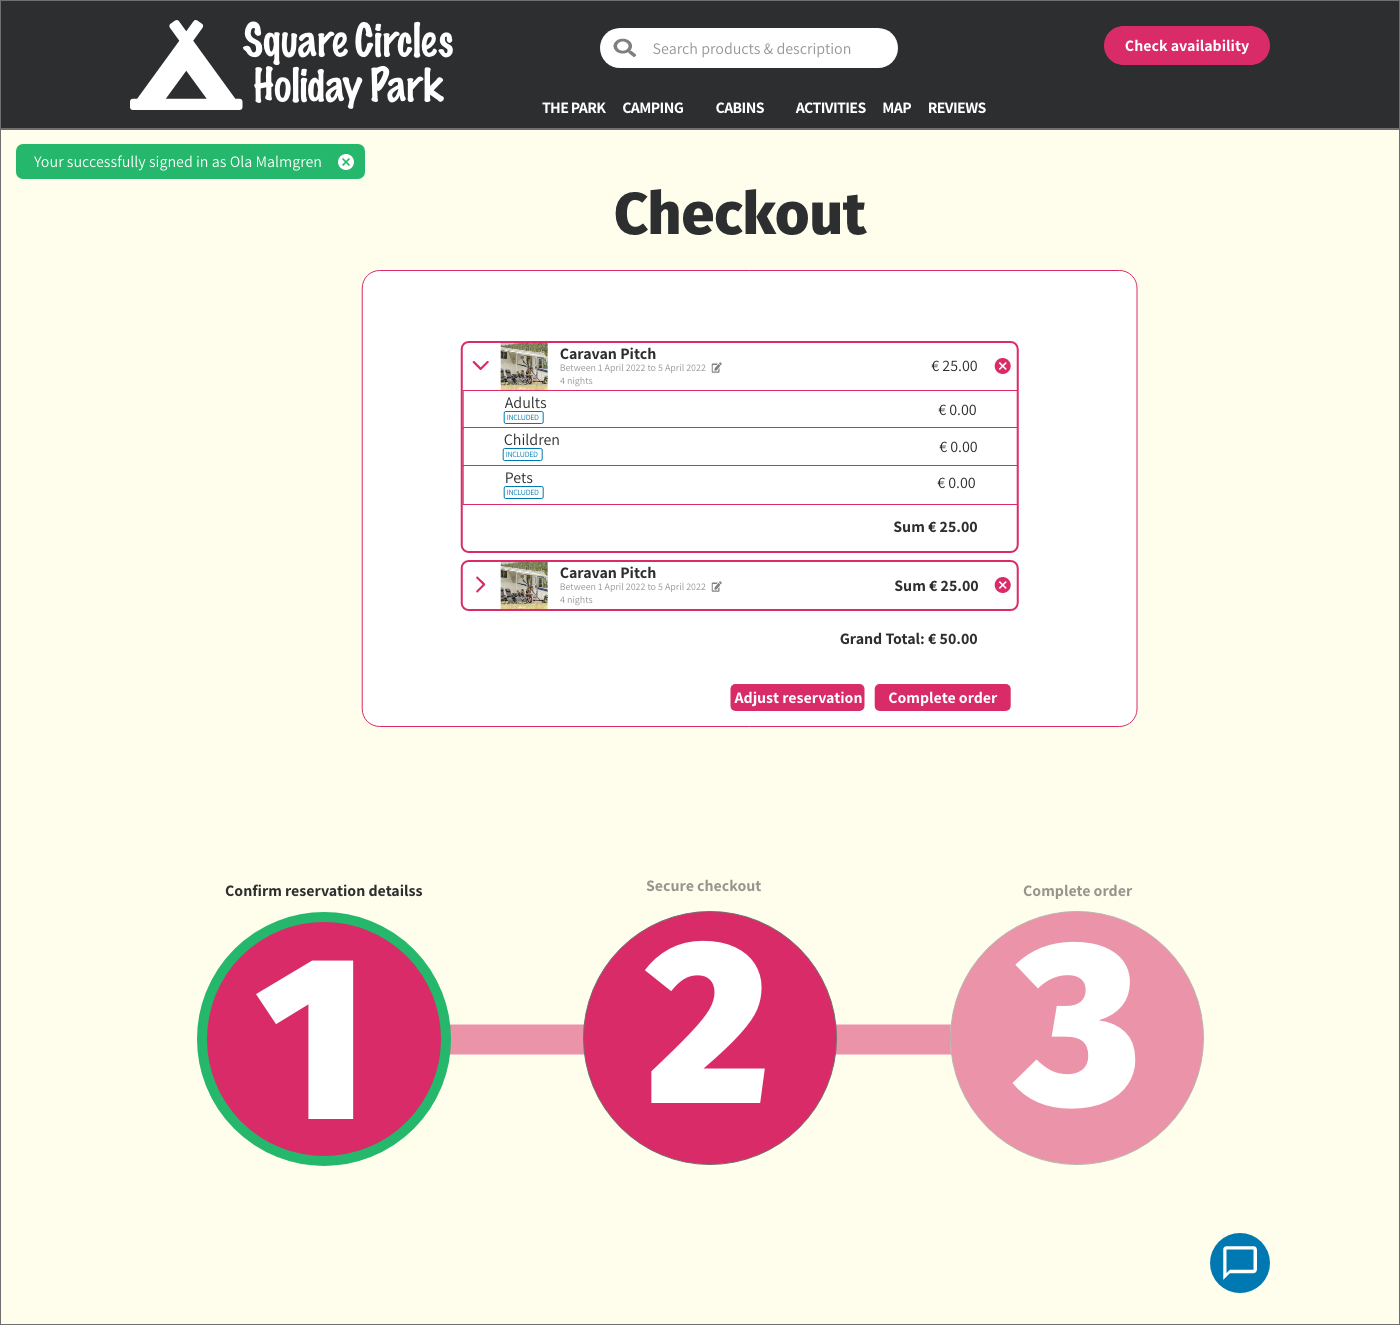 Square Circles
Holiday Park
Search products & description
Check availability
THE PARK CAMPING CABINS ACTIVITIES MAP REVIEWS
Your successfully signed in as Ola Malmgren
Checkout
Caravan Pitch
Between 1 April 2022 to 5 April 2022
4 nights
€ 25.00
Adults
INCLUDED
€ 0.00
Children
INCLUDED
€ 0.00
Pets
INCLUDED
€ 0.00
Sum € 25.00
Caravan Pitch
Between 1 April 2022 to 5 April 2022
4 nights
Sum € 25.00
Grand Total: € 50.00
Adjust reservation
Complete order
Confirm reservation detailss
Secure checkout
Complete order
1
2
3